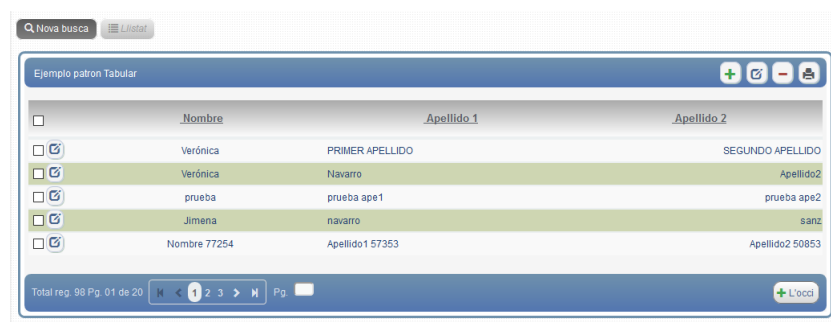 Nova busca Llistat
Ejemplo patron Tabular
Nombre Apellido 1 Apellido 2
Verónica PRIMER APELLIDO SEGUNDO APELLIDO
Verónica Navarro Apellido2
prueba prueba ape1 prueba ape2
Jimena navarro sanz
Nombre 77254 Apellido1 57353 Apellido2 50853
Total reg. 98 Pg. 01 de 20 1 2 3 Pg. L'occi